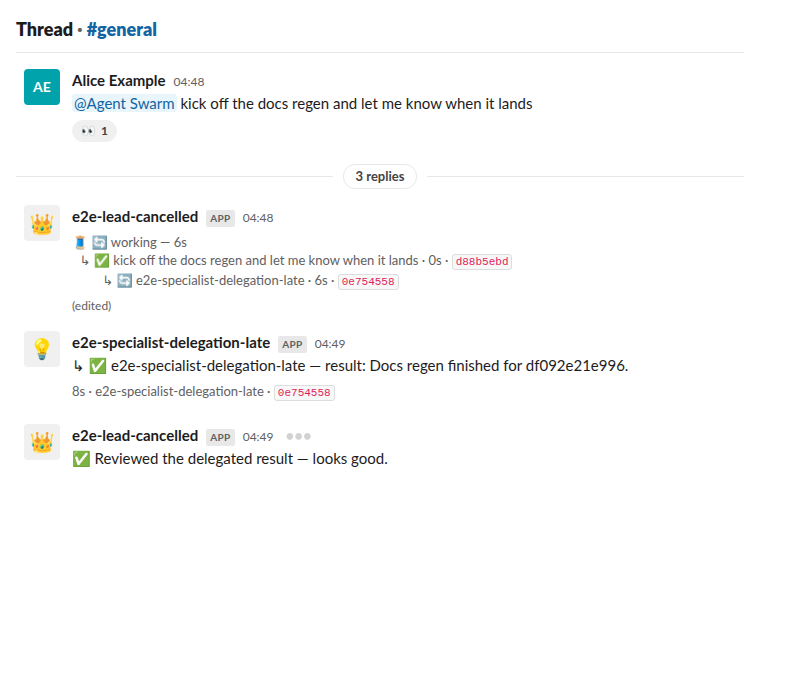 Thread • #general
AE
Alice Example 04:48
@Agent Swarm kick off the docs regen and let me know when it lands
👀 1
3 replies
e2e-lead-cancelled APP 04:48
🧵 🔄 working — 6s
↳ ✅ kick off the docs regen and let me know when it lands · 0s · d88b5ebd
↳ 🔄 e2e-specialist-delegation-late · 6s · 0e754558
(edited)
e2e-specialist-delegation-late APP 04:49
↳ ✅ e2e-specialist-delegation-late — result: Docs regen finished for df092e21e996.
8s · e2e-specialist-delegation-late · 0e754558
e2e-lead-cancelled APP 04:49
✅ Reviewed the delegated result — looks good.